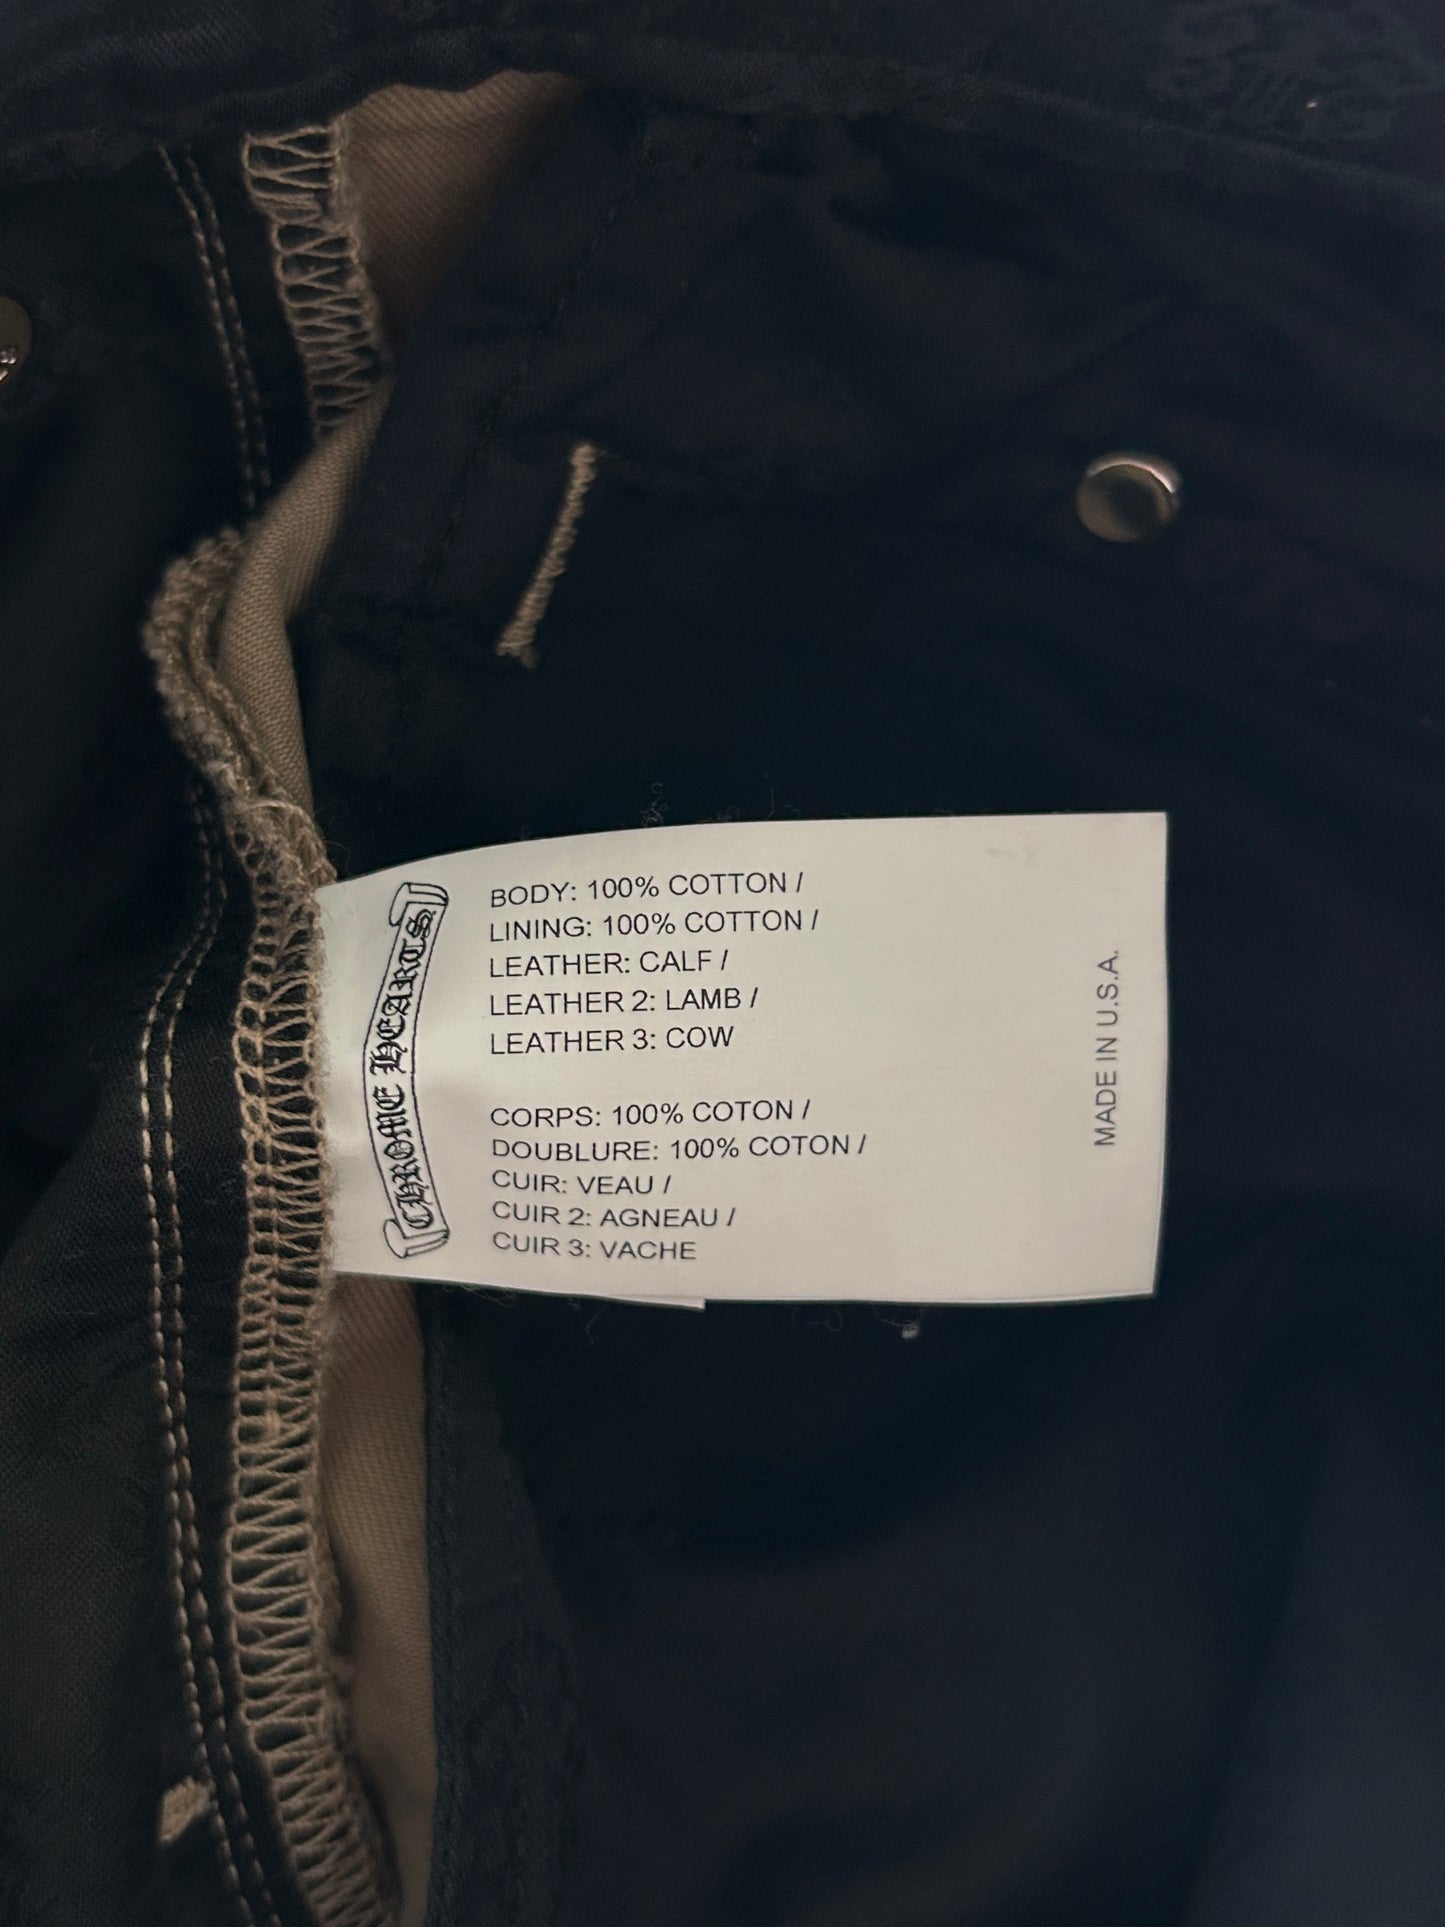 CHROME HEARTS
BODY: 100% COTTON /
LINING: 100% COTTON /
LEATHER: CALF /
LEATHER 2: LAMB /
LEATHER 3: COW
CORPS: 100% COTON /
DOUBLURE: 100% COTON /
CUIR: VEAU /
CUIR 2: AGNEAU /
CUIR 3: VACHE
MADE IN U.S.A.